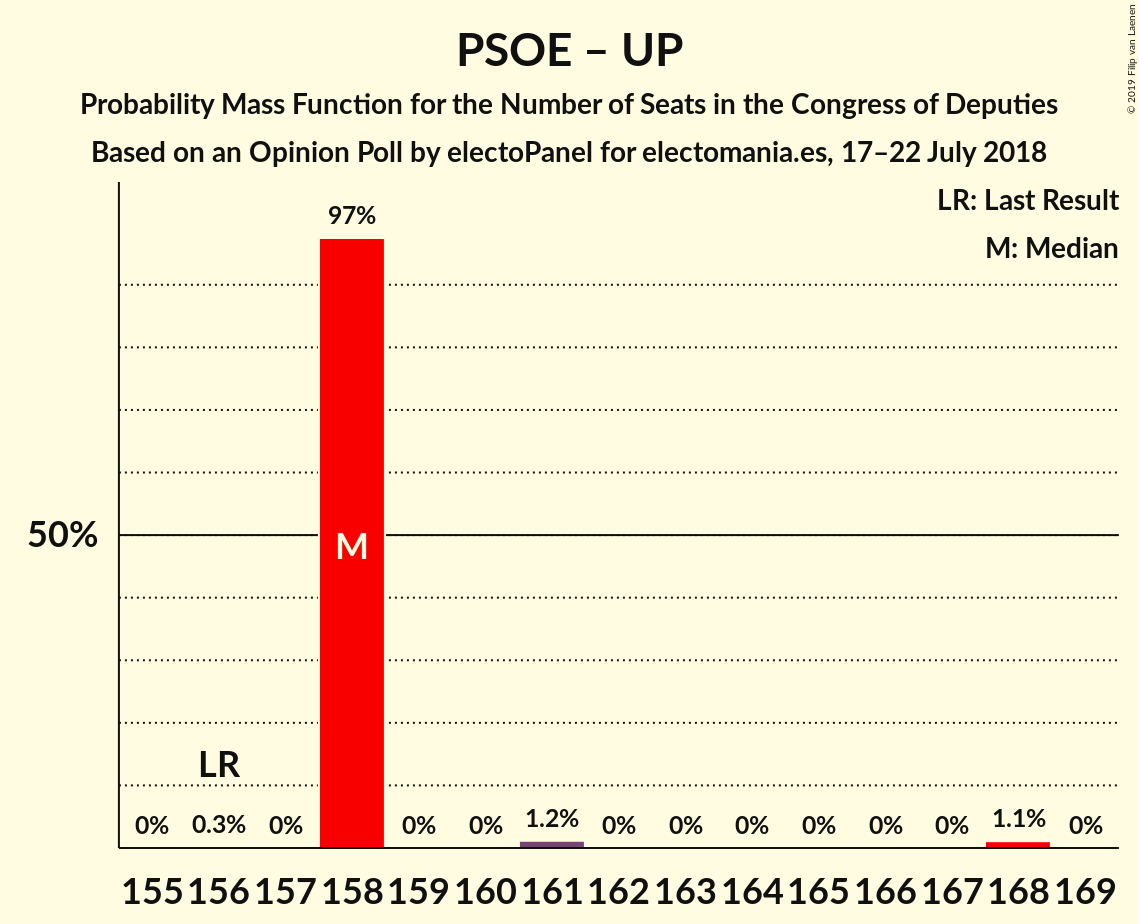 PSOE – UP
Probability Mass Function for the Number of Seats in the Congress of Deputies
Based on an Opinion Poll by electoPanel for electomania.es, 17–22 July 2018
© 2019 Filip van Laenen
LR: Last Result
M: Median
97%
50%
M
LR
0% 0.3% 0% 0% 0% 1.2% 0% 0% 0% 0% 0% 0% 1.1% 0%
155 156 157 158 159 160 161 162 163 164 165 166 167 168 169